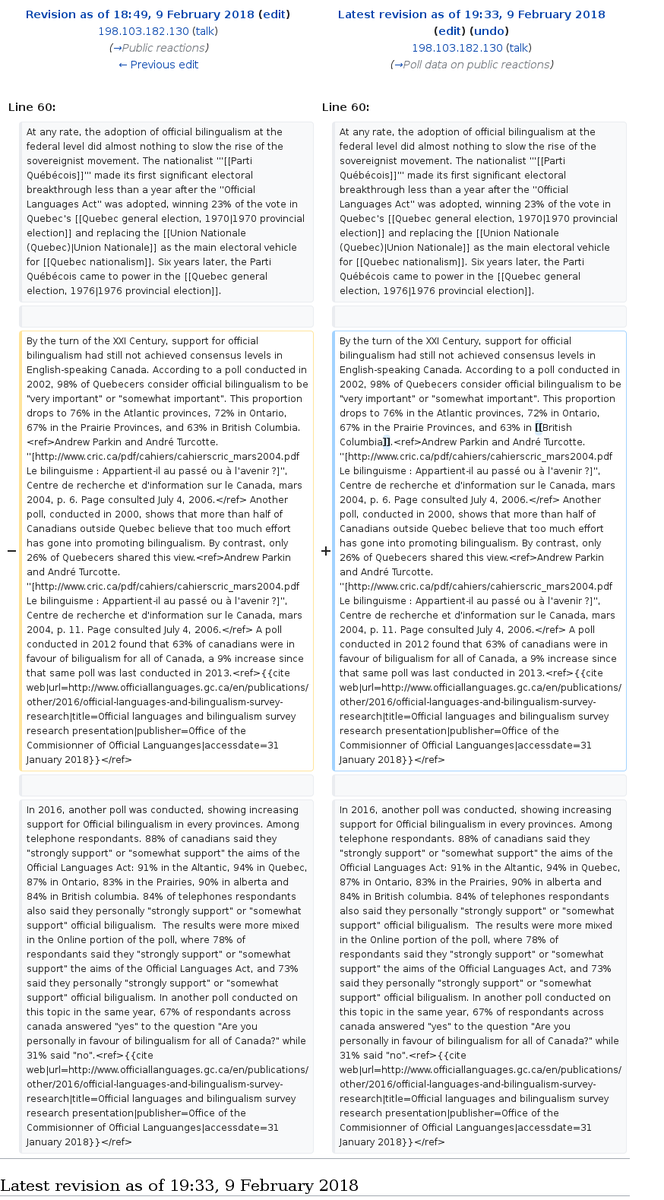 Revision as of 18:49, 9 February 2018 (edit)
198.103.182.130 (talk)
(→Public reactions)
← Previous edit
Latest revision as of 19:33, 9 February 2018
(edit) (undo)
198.103.182.130 (talk)
(→Poll data on public reactions)
Line 60:
Line 60:
At any rate, the adoption of official bilingualism at the
federal level did almost nothing to slow the rise of the
sovereignist movement. The nationalist '''[[Parti
Québécois]]''' made its first significant electoral
breakthrough less than a year after the ''Official
Languages Act'' was adopted, winning 23% of the vote in
Quebec's [[Quebec general election, 1970|1970 provincial
election]] and replacing the [[Union Nationale
(Quebec)|Union Nationale]] as the main electoral vehicle
for [[Quebec nationalism]]. Six years later, the Parti
Québécois came to power in the [[Quebec general
election, 1976|1976 provincial election]].
At any rate, the adoption of official bilingualism at the
federal level did almost nothing to slow the rise of the
sovereignist movement. The nationalist '''[[Parti
Québécois]]''' made its first significant electoral
breakthrough less than a year after the ''Official
Languages Act'' was adopted, winning 23% of the vote in
Quebec's [[Quebec general election, 1970|1970 provincial
election]] and replacing the [[Union Nationale
(Quebec)|Union Nationale]] as the main electoral vehicle
for [[Quebec nationalism]]. Six years later, the Parti
Québécois came to power in the [[Quebec general
election, 1976|1976 provincial election]].
−
By the turn of the XXI Century, support for official
bilingualism had still not achieved consensus levels in
English-speaking Canada. According to a poll conducted in
2002, 98% of Quebecers consider official bilingualism to be
"very important" or "somewhat important". This proportion
drops to 76% in the Atlantic provinces, 72% in Ontario,
67% in the Prairie Provinces, and 63% in British Columbia.
<ref>Andrew Parkin and André Turcotte.
''[http://www.cric.ca/pdf/cahiers/cahierscric_mars2004.pdf
Le bilinguisme : Appartient-il au passé ou à l'avenir ?]'',
Centre de recherche et d'information sur le Canada, mars
2004, p. 6. Page consulted July 4, 2006.</ref> Another
poll, conducted in 2000, shows that more than half of
Canadians outside Quebec believe that too much effort
has gone into promoting bilingualism. By contrast, only
26% of Quebecers shared this view.<ref>Andrew Parkin
and André Turcotte.
''[http://www.cric.ca/pdf/cahiers/cahierscric_mars2004.pdf
Le bilinguisme : Appartient-il au passé ou à l'avenir ?]'',
Centre de recherche et d'information sur le Canada, mars
2004, p. 11. Page consulted July 4, 2006.</ref> A poll
conducted in 2012 found that 63% of canadians were in
favour of biligualism for all of Canada, a 9% increase since
that same poll was last conducted in 2013.<ref>{{cite
web|url=http://www.officiallanguages.gc.ca/en/publications/
other/2016/official-languages-and-bilingualism-survey-
research|title=Official languages and bilingualism survey
research presentation|publisher=Office of the
Commisionner of Official Languanges|accessdate=31
January 2018}}</ref>
+
By the turn of the XXI Century, support for official
bilingualism had still not achieved consensus levels in
English-speaking Canada. According to a poll conducted in
2002, 98% of Quebecers consider official bilingualism to be
"very important" or "somewhat important". This proportion
drops to 76% in the Atlantic provinces, 72% in Ontario,
67% in the Prairie Provinces, and 63% in [[British
Columbia]].<ref>Andrew Parkin and André Turcotte.
''[http://www.cric.ca/pdf/cahiers/cahierscric_mars2004.pdf
Le bilinguisme : Appartient-il au passé ou à l'avenir ?]'',
Centre de recherche et d'information sur le Canada, mars
2004, p. 6. Page consulted July 4, 2006.</ref> Another
poll, conducted in 2000, shows that more than half of
Canadians outside Quebec believe that too much effort
has gone into promoting bilingualism. By contrast, only
26% of Quebecers shared this view.<ref>Andrew Parkin
and André Turcotte.
''[http://www.cric.ca/pdf/cahiers/cahierscric_mars2004.pdf
Le bilinguisme : Appartient-il au passé ou à l'avenir ?]'',
Centre de recherche et d'information sur le Canada, mars
2004, p. 11. Page consulted July 4, 2006.</ref> A poll
conducted in 2012 found that 63% of canadians were in
favour of biligualism for all of Canada, a 9% increase since
that same poll was last conducted in 2013.<ref>{{cite
web|url=http://www.officiallanguages.gc.ca/en/publications/
other/2016/official-languages-and-bilingualism-survey-
research|title=Official languages and bilingualism survey
research presentation|publisher=Office of the
Commisionner of Official Languanges|accessdate=31
January 2018}}</ref>
In 2016, another poll was conducted, showing increasing
support for Official bilingualism in every provinces. Among
telephone respondants. 88% of canadians said they
"strongly support" or "somewhat support" the aims of the
Official Languages Act: 91% in the Altantic, 94% in Quebec,
87% in Ontario, 83% in the Prairies, 90% in alberta and
84% in British columbia. 84% of telephones respondants
also said they personally "strongly support" or "somewhat
support" official biligualism.  The results were more mixed
in the Online portion of the poll, where 78% of
respondants said they "strongly support" or "somewhat
support" the aims of the Official Languages Act, and 73%
said they personally "strongly support" or "somewhat
support" official biligualism. In another poll conducted on
this topic in the same year, 67% of respondants across
canada answered "yes" to the question "Are you
personally in favour of bilingualism for all of Canada?" while
31% said "no".<ref>{{cite
web|url=http://www.officiallanguages.gc.ca/en/publications/
other/2016/official-languages-and-bilingualism-survey-
research|title=Official languages and bilingualism survey
research presentation|publisher=Office of the
Commisionner of Official Languanges|accessdate=31
January 2018}}</ref>
In 2016, another poll was conducted, showing increasing
support for Official bilingualism in every provinces. Among
telephone respondants. 88% of canadians said they
"strongly support" or "somewhat support" the aims of the
Official Languages Act: 91% in the Altantic, 94% in Quebec,
87% in Ontario, 83% in the Prairies, 90% in alberta and
84% in British columbia. 84% of telephones respondants
also said they personally "strongly support" or "somewhat
support" official biligualism.  The results were more mixed
in the Online portion of the poll, where 78% of
respondants said they "strongly support" or "somewhat
support" the aims of the Official Languages Act, and 73%
said they personally "strongly support" or "somewhat
support" official biligualism. In another poll conducted on
this topic in the same year, 67% of respondants across
canada answered "yes" to the question "Are you
personally in favour of bilingualism for all of Canada?" while
31% said "no".<ref>{{cite
web|url=http://www.officiallanguages.gc.ca/en/publications/
other/2016/official-languages-and-bilingualism-survey-
research|title=Official languages and bilingualism survey
research presentation|publisher=Office of the
Commisionner of Official Languanges|accessdate=31
January 2018}}</ref>
Latest revision as of 19:33, 9 February 2018